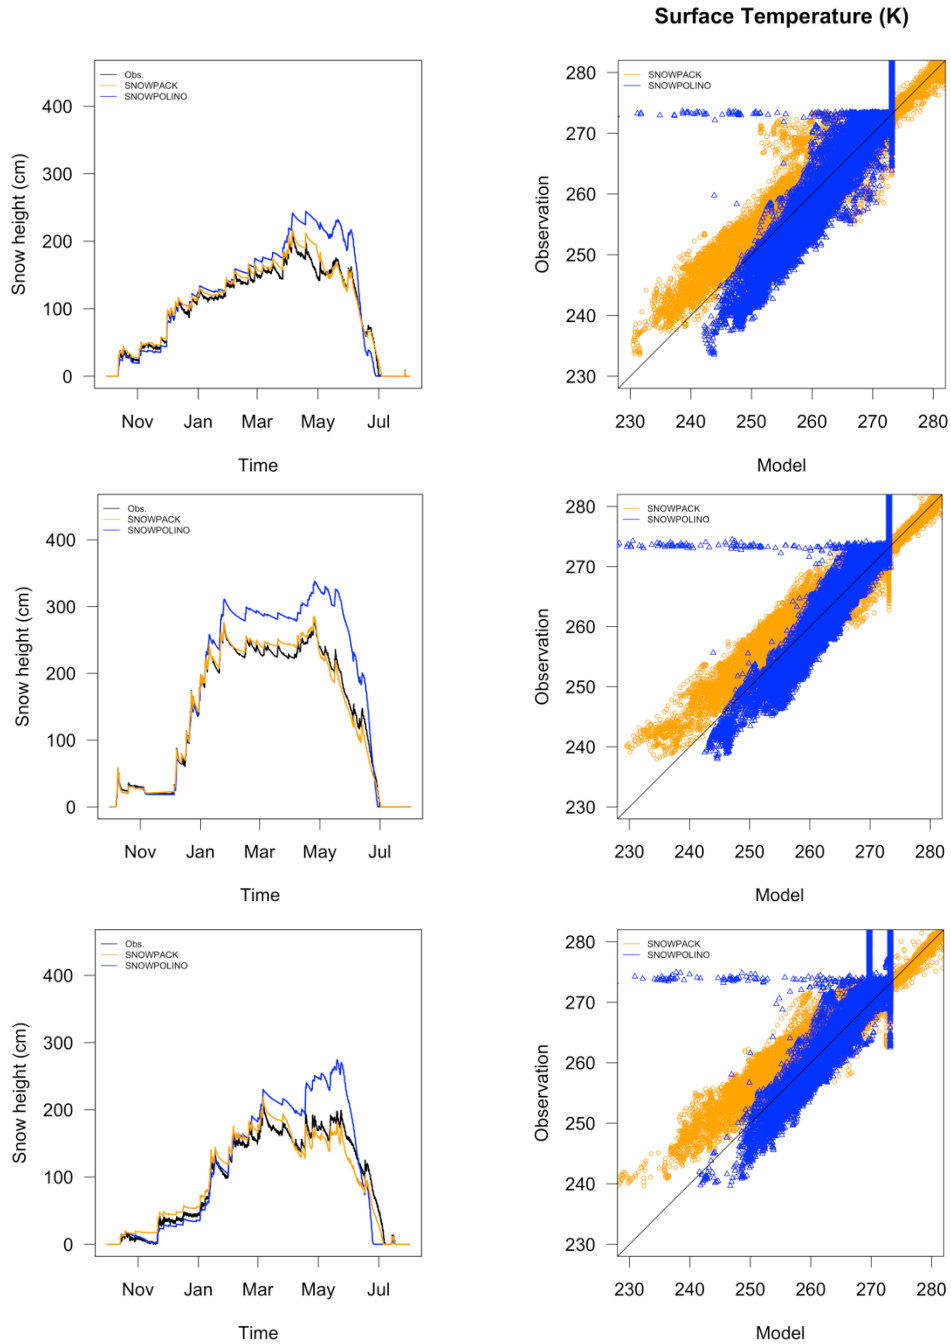 Surface Temperature (K)
Obs.
SNOWPACK
SNOWPOLINO
Snow height (cm)
400
300
200
100
0
Nov Jan Mar May Jul
Time
SNOWPACK
SNOWPOLINO
Observation
280
270
260
250
240
230
230 240 250 260 270 280
Model
Obs.
SNOWPACK
SNOWPOLINO
Snow height (cm)
400
300
200
100
0
Nov Jan Mar May Jul
Time
SNOWPACK
SNOWPOLINO
Observation
280
270
260
250
240
230
230 240 250 260 270 280
Model
Obs.
SNOWPACK
SNOWPOLINO
Snow height (cm)
400
300
200
100
0
Nov Jan Mar May Jul
Time
SNOWPACK
SNOWPOLINO
Observation
280
270
260
250
240
230
230 240 250 260 270 280
Model